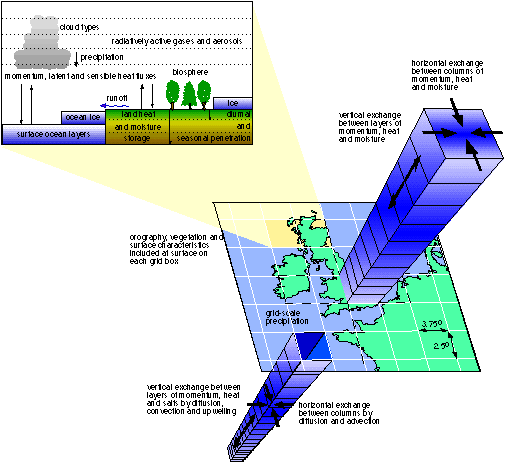 cloud types
radiatively active gases and aerosols
precipitation
momentum, latent and sensible heat fluxes
biosphere
runoff
ice
ocean ice
land heat
diurnal
and moisture
and
surface ocean layers
storage
seasonal penetration
horizontal exchange
between columns of
momentum, heat
and moisture
vertical exchange
between layers of
momentum, heat
and moisture
orography, vegetation and
surface characteristics
included at surface on
each grid box
grid-scale
precipitation
3.75°
2.5°
vertical exchange between
layers of momentum, heat
and salts by diffusion,
convection and upwelling
horizontal exchange
between columns by
diffusion and advection